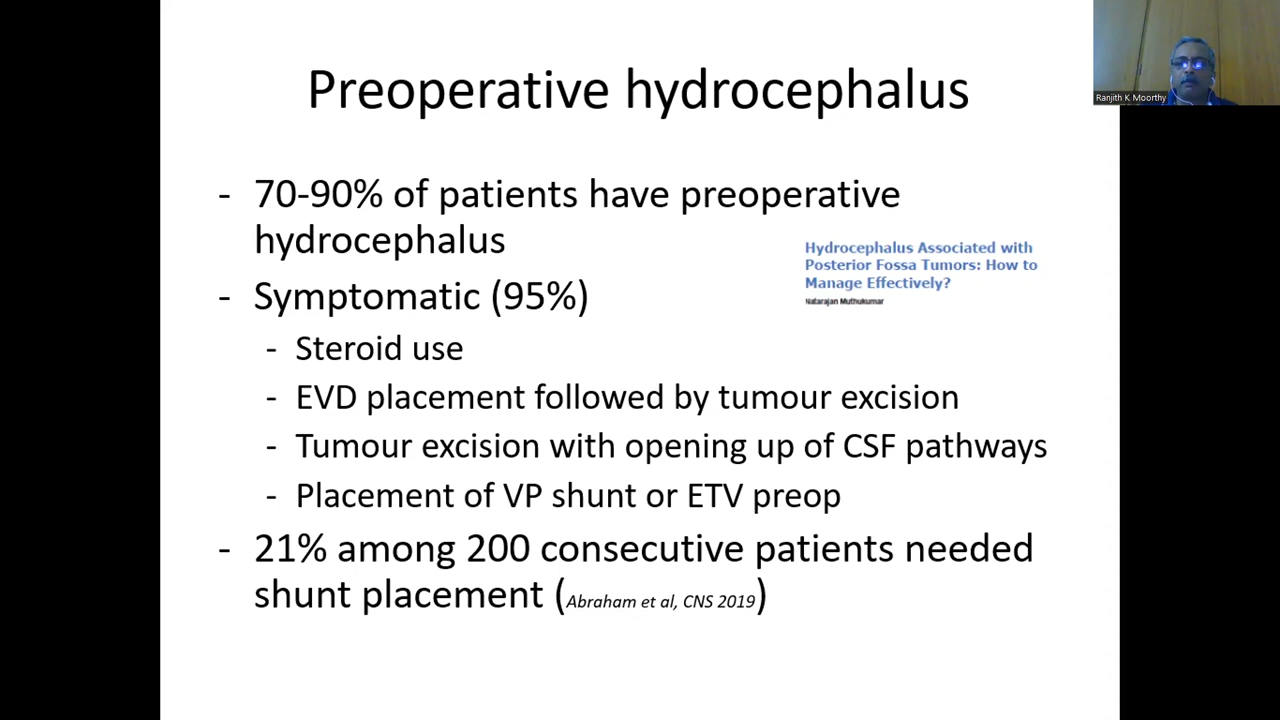 Preoperative hydrocephalus
Ranjith K Moorthy
- 70-90% of patients have preoperative
hydrocephalus
Hydrocephalus Associated with
Posterior Fossa Tumors: How to
Manage Effectively?
Natarajan Muthukumar
- Symptomatic (95%)
- Steroid use
- EVD placement followed by tumour excision
- Tumour excision with opening up of CSF pathways
- Placement of VP shunt or ETV preop
- 21% among 200 consecutive patients needed
shunt placement (Abraham et al, CNS 2019)